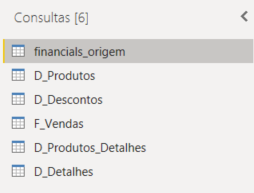 Consultas [6]
financials_origem
D_Produtos
D_Descontos
F_Vendas
D_Produtos_Detalhes
D_Detalhes